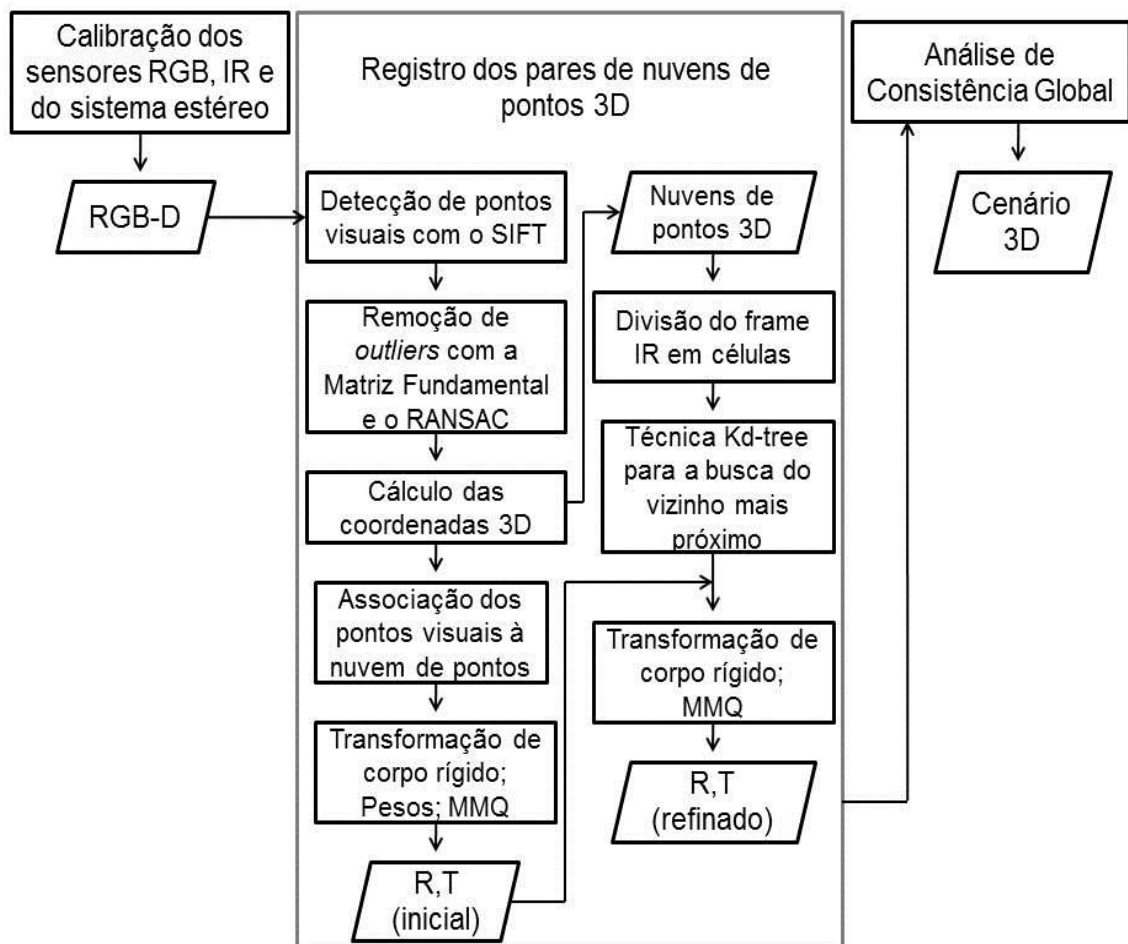 Calibração dos
sensores RGB, IR e
do sistema estéreo
RGB-D
Registro dos pares de nuvens de
pontos 3D
Detecção de pontos
visuais com o SIFT
Remoção de
outliers com a
Matriz Fundamental
e o RANSAC
Cálculo das
coordenadas 3D
Associação dos
pontos visuais à
nuvem de pontos
Transformação de
corpo rígido;
Pesos; MMQ
R,T
(inicial)
Nuvens de
pontos 3D
Divisão do frame
IR em células
Técnica Kd-tree
para a busca do
vizinho mais
próximo
Transformação de
corpo rígido;
MMQ
R,T
(refinado)
Análise de
Consistência Global
Cenário
3D